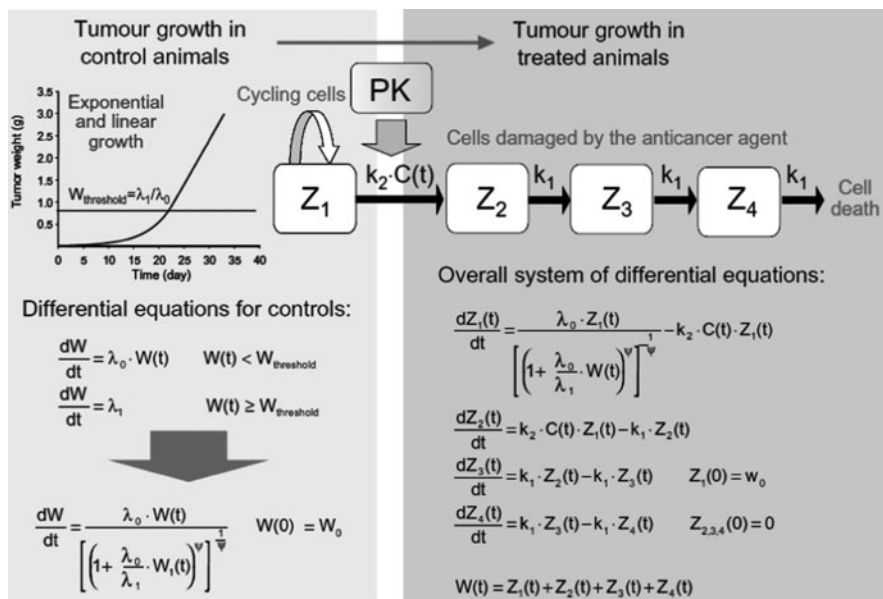 Tumour growth in
control animals
Tumour growth in
treated animals
Tumor weight (g)
3.5
3.0
2.5
2.0
1.5
1.0
0.5
Exponential
and linear
growth
W_threshold=λ₁/λ₀
0 5 10 15 20 25 30 35 40
Time (day)
Cycling cells
PK
Cells damaged by the anticancer agent
Z₁
k₂·C(t)
Z₂
k₁
Z₃
k₁
Z₄
k₁
Cell
death
Differential equations for controls:
dW/dt = λ₀ · W(t) W(t) < W_threshold
dW/dt = λ₁ W(t) ≥ W_threshold
dW/dt = λ₀ · W(t) / [(1 + λ₀/λ₁ · W₁(t))^ψ]^(1/ψ) W(0) = W₀
Overall system of differential equations:
dZ₁(t)/dt = λ₀ · Z₁(t) / [(1 + λ₀/λ₁ · W(t))^ψ]^(1/ψ) − k₂ · C(t) · Z₁(t)
dZ₂(t)/dt = k₂ · C(t) · Z₁(t) − k₁ · Z₂(t)
dZ₃(t)/dt = k₁ · Z₂(t) − k₁ · Z₃(t) Z₁(0) = w₀
dZ₄(t)/dt = k₁ · Z₃(t) − k₁ · Z₄(t) Z₂,₃,₄(0) = 0
W(t) = Z₁(t) + Z₂(t) + Z₃(t) + Z₄(t)